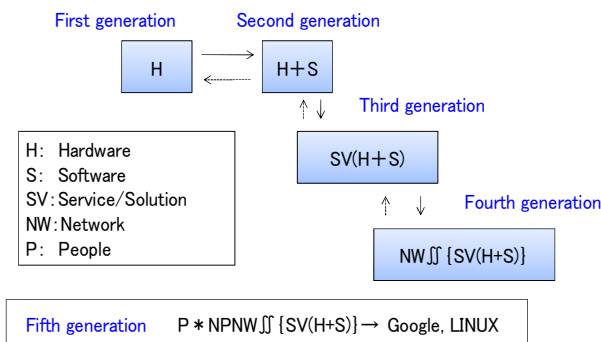 First generation
Second generation
H
H+S
Third generation
SV(H+S)
H: Hardware
S: Software
SV: Service/Solution
NW: Network
P: People
Fourth generation
NW∬{SV(H+S)}
Fifth generation P*NPNW∬{SV(H+S)}→ Google, LINUX